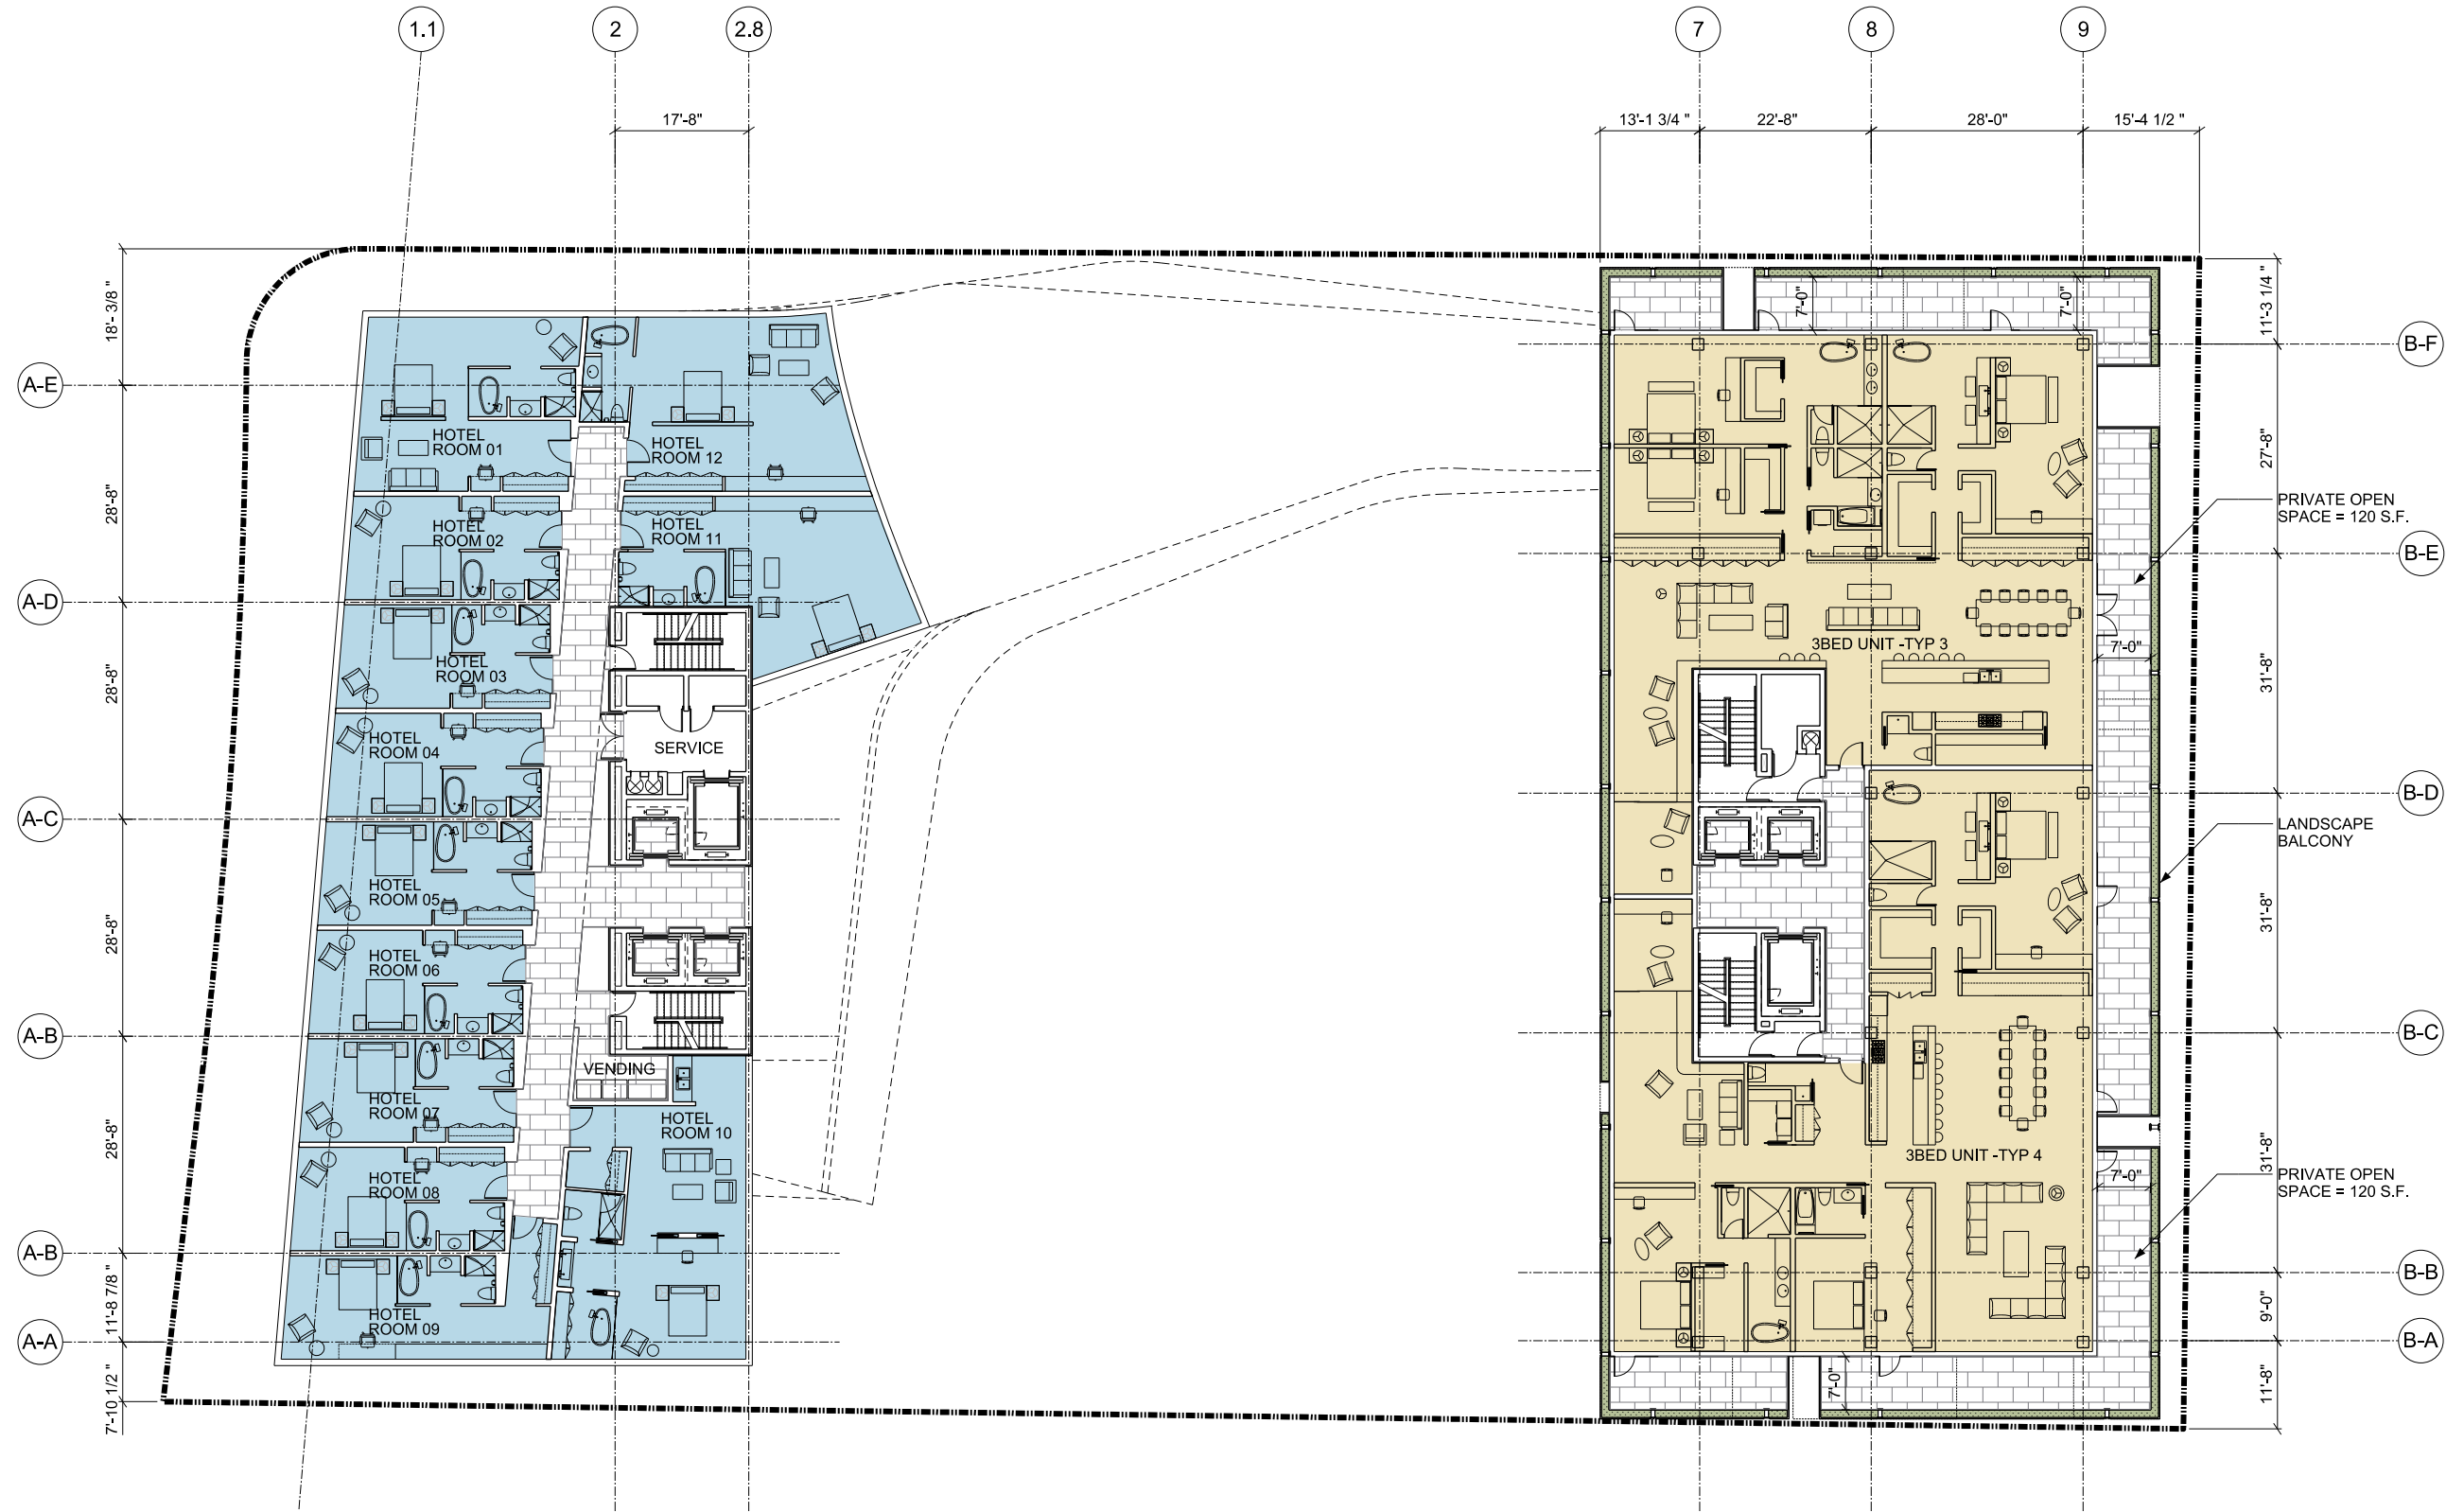 1.1
2
2.8
7
8
9
17'-8"
13'-1 3/4 "
22'-8"
28'-0"
15'-4 1/2 "
18'- 3/8 "
28'-8"
28'-8"
28'-8"
28'-8"
11'-8 7/8 "
7'-10 1/2 "
A-E
A-D
A-C
A-B
A-B
A-A
HOTEL
ROOM 01
HOTEL
ROOM 12
HOTEL
ROOM 02
HOTEL
ROOM 11
HOTEL
ROOM 03
HOTEL
ROOM 04
SERVICE
HOTEL
ROOM 05
HOTEL
ROOM 06
VENDING
HOTEL
ROOM 07
HOTEL
ROOM 10
HOTEL
ROOM 08
HOTEL
ROOM 09
7'-0"
7'-0"
3BED UNIT -TYP 3
7'-0"
3BED UNIT -TYP 4
7'-0"
7'-0"
PRIVATE OPEN
SPACE = 120 S.F.
LANDSCAPE
BALCONY
PRIVATE OPEN
SPACE = 120 S.F.
11'-3 1/4 "
27'-8"
31'-8"
31'-8"
31'-8"
9'-0"
11'-8"
B-F
B-E
B-D
B-C
B-B
B-A